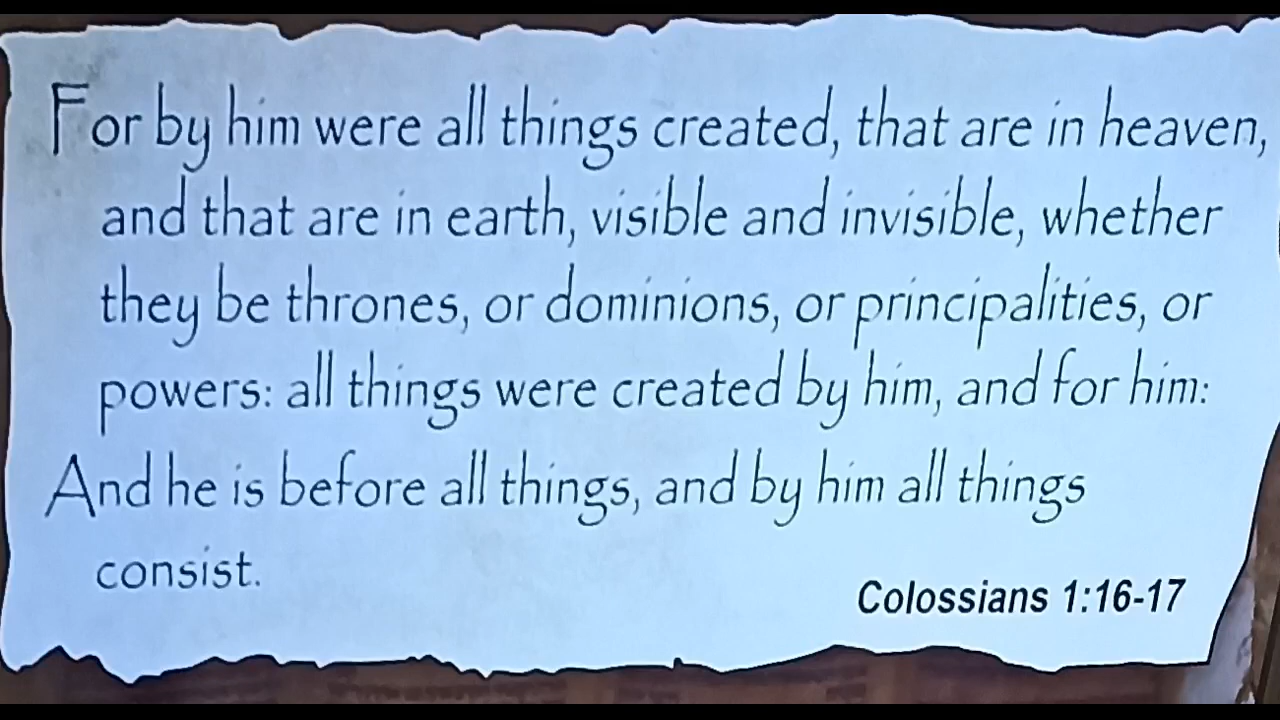 For by him were all things created, that are in heaven,
and that are in earth, visible and invisible, whether
they be thrones, or dominions, or principalities, or
powers: all things were created by him, and for him:
And he is before all things, and by him all things
consist.
Colossians 1:16-17